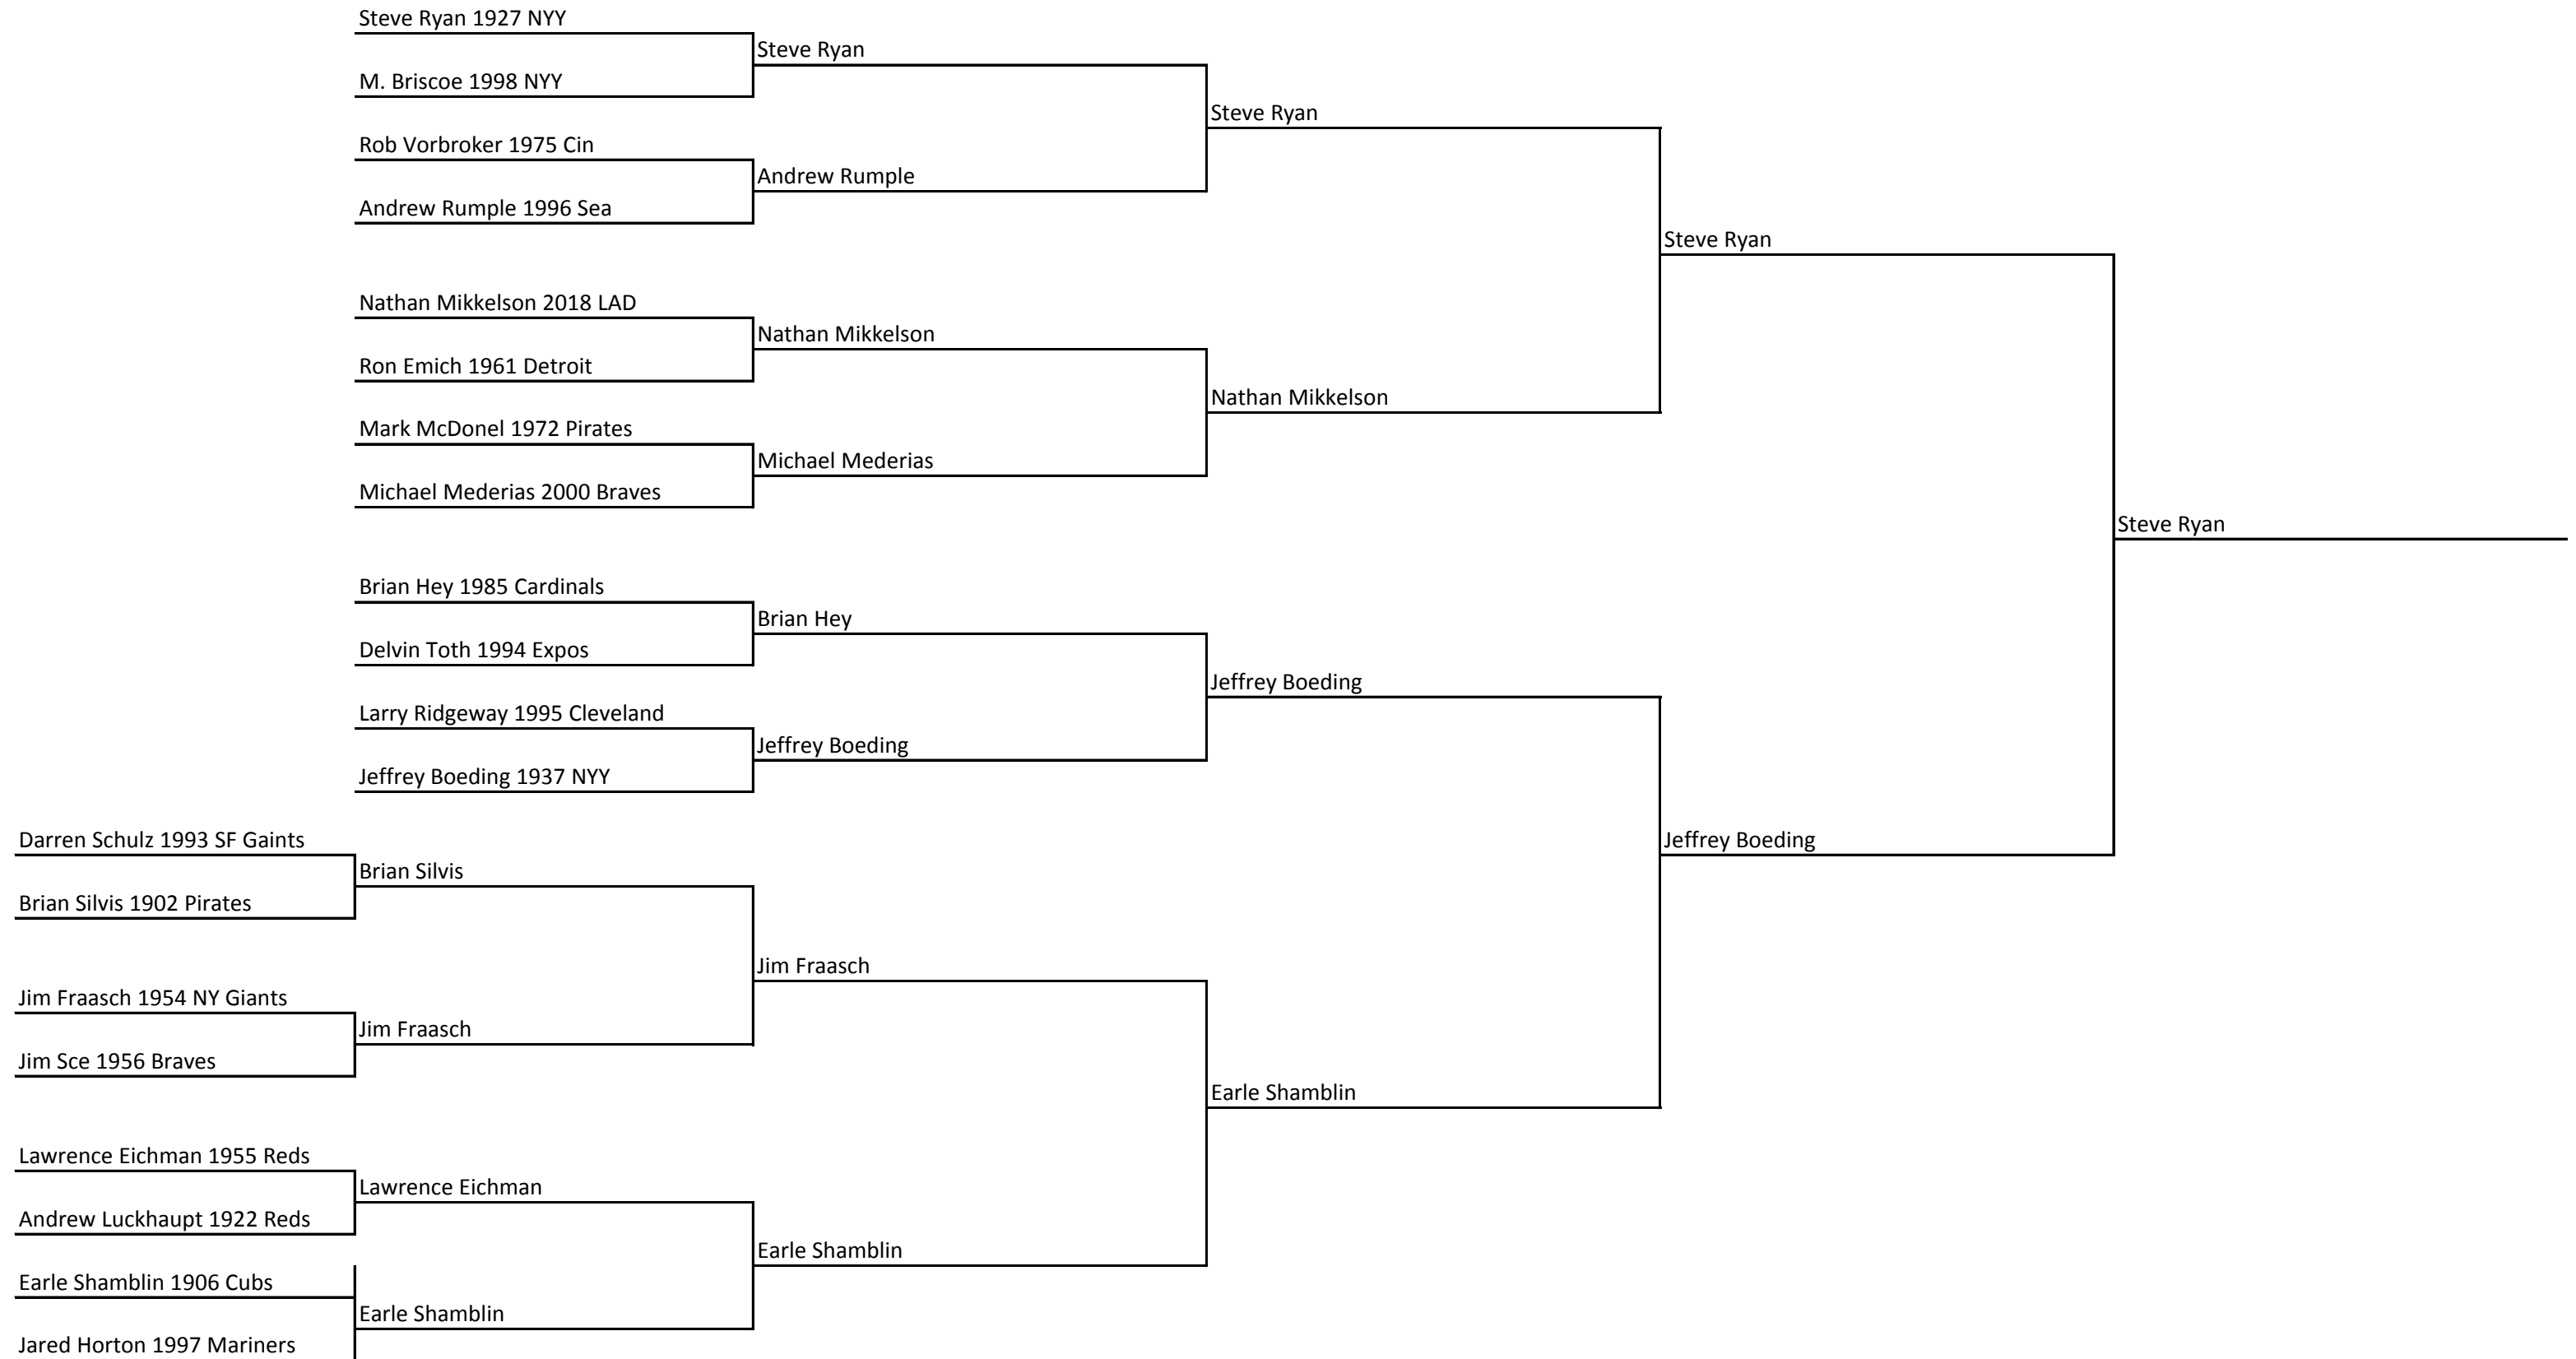 Steve Ryan 1927 NYY
Steve Ryan
M. Briscoe 1998 NYY
Steve Ryan
Rob Vorbroker 1975 Cin
Andrew Rumple
Andrew Rumple 1996 Sea
Steve Ryan
Nathan Mikkelson 2018 LAD
Nathan Mikkelson
Ron Emich 1961 Detroit
Nathan Mikkelson
Mark McDonel 1972 Pirates
Michael Mederias
Michael Mederias 2000 Braves
Steve Ryan
Brian Hey 1985 Cardinals
Brian Hey
Delvin Toth 1994 Expos
Jeffrey Boeding
Larry Ridgeway 1995 Cleveland
Jeffrey Boeding
Jeffrey Boeding 1937 NYY
Darren Schulz 1993 SF Gaints
Jeffrey Boeding
Brian Silvis
Brian Silvis 1902 Pirates
Jim Fraasch
Jim Fraasch 1954 NY Giants
Jim Fraasch
Jim Sce 1956 Braves
Earle Shamblin
Lawrence Eichman 1955 Reds
Lawrence Eichman
Andrew Luckhaupt 1922 Reds
Earle Shamblin
Earle Shamblin 1906 Cubs
Earle Shamblin
Jared Horton 1997 Mariners